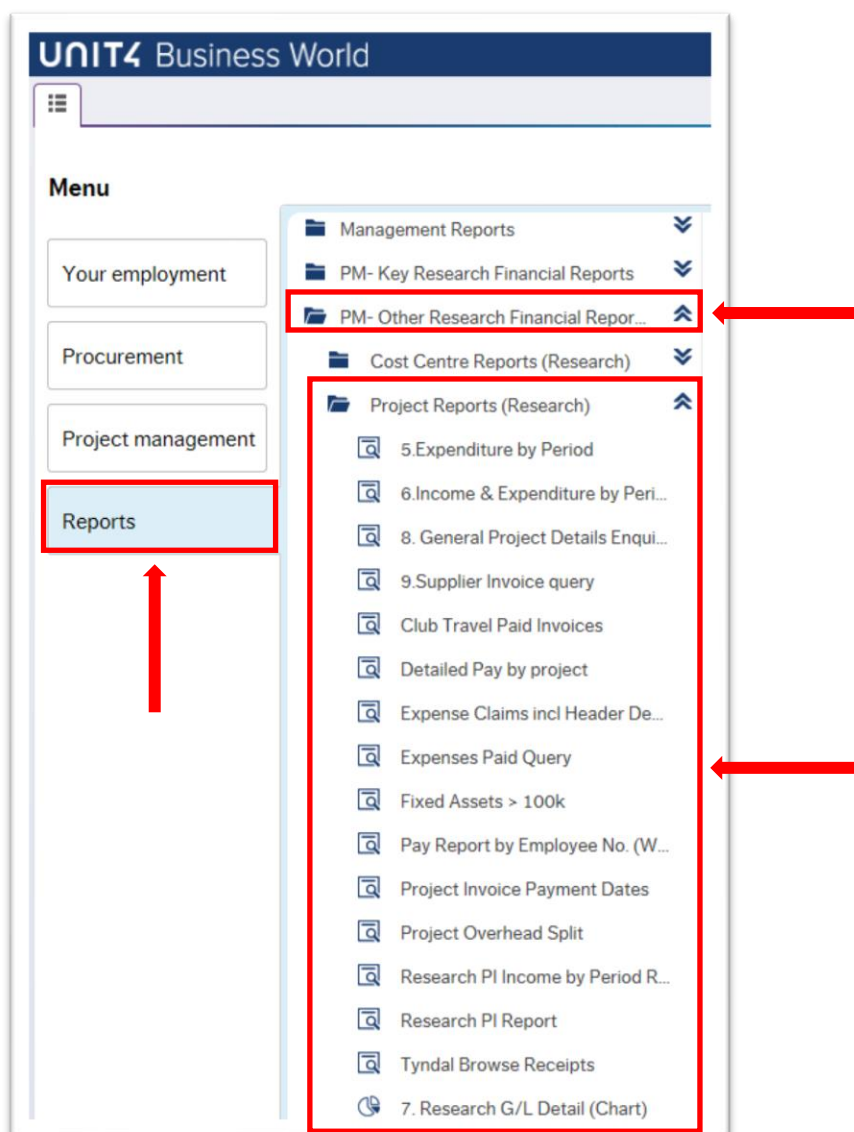 UNIT4 Business World
Menu
Your employment
Procurement
Project management
Reports
Management Reports
PM- Key Research Financial Reports
PM- Other Research Financial Repor...
Cost Centre Reports (Research)
Project Reports (Research)
5.Expenditure by Period
6.Income & Expenditure by Peri...
8. General Project Details Enqui...
9.Supplier Invoice query
Club Travel Paid Invoices
Detailed Pay by project
Expense Claims incl Header De...
Expenses Paid Query
Fixed Assets > 100k
Pay Report by Employee No. (W...
Project Invoice Payment Dates
Project Overhead Split
Research PI Income by Period R...
Research PI Report
Tyndal Browse Receipts
7. Research G/L Detail (Chart)